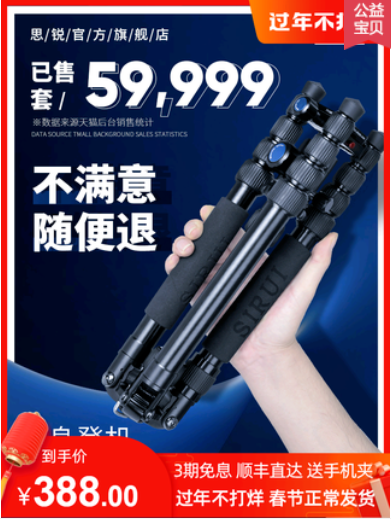 过年不打
公益
宝贝
思锐官方旗舰店
已售
套/
59,999
※数据来源天猫后台销售统计
DATA SOURCE TMALL BACKGROUND SALES STATISTICS
不满意
随便退
SIRUI
SIRUI
到手价
¥388.00
3期免息 顺丰直达 送手机夹
过年不打烊 春节正常发货